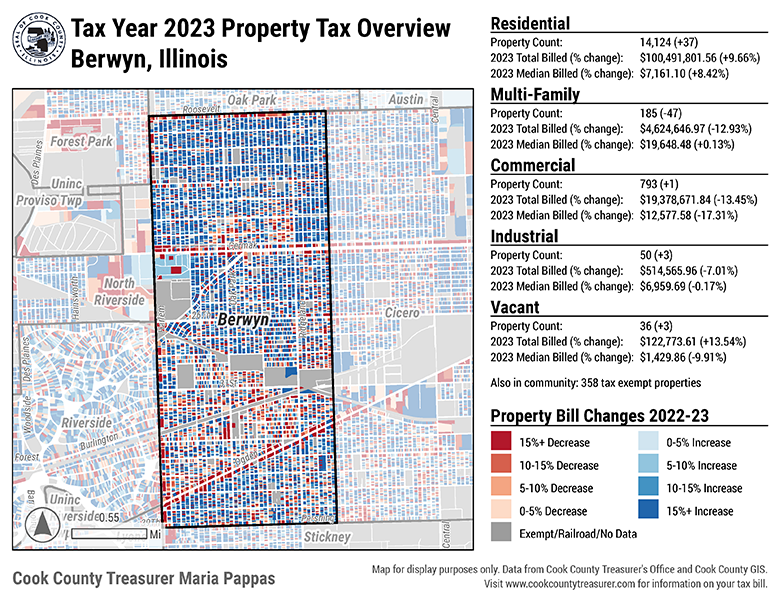 SEAL OF COOK COUNTY
ILLINOIS
Tax Year 2023 Property Tax Overview
Berwyn, Illinois
Residential
Property Count: 14,124 (+37)
2023 Total Billed (% change): $100,491,801.56 (+9.66%)
2023 Median Billed (% change): $7,161.10 (+8.42%)
Multi-Family
Property Count: 185 (-47)
2023 Total Billed (% change): $4,624,646.97 (-12.93%)
2023 Median Billed (% change): $19,648.48 (+0.13%)
Commercial
Property Count: 793 (+1)
2023 Total Billed (% change): $19,378,671.84 (-13.45%)
2023 Median Billed (% change): $12,577.58 (-17.31%)
Industrial
Property Count: 50 (+3)
2023 Total Billed (% change): $514,565.96 (-7.01%)
2023 Median Billed (% change): $6,959.69 (-0.17%)
Vacant
Property Count: 36 (+3)
2023 Total Billed (% change): $122,773.61 (+13.54%)
2023 Median Billed (% change): $1,429.86 (-9.91%)
Also in community: 358 tax exempt properties
Property Bill Changes 2022-23
15%+ Decrease
10-15% Decrease
5-10% Decrease
0-5% Decrease
Exempt/Railroad/No Data
0-5% Increase
5-10% Increase
10-15% Increase
15%+ Increase
Oak Park
Austin
Central
Roosevelt
Forest Park
Des Plaines
Uninc
Proviso Twp
Cermak
North
Riverside
Harlem
26th
Berwyn
Cicero
Des Plaines
31ST
Woodside
Riverside
Burlington
Forest
Ogden
Uninc
verside
0.55
Mi
Pershing
Stickney
Central
Cook County Treasurer Maria Pappas
Map for display purposes only. Data from Cook County Treasurer's Office and Cook County GIS.
Visit www.cookcountytreasurer.com for information on your tax bill.